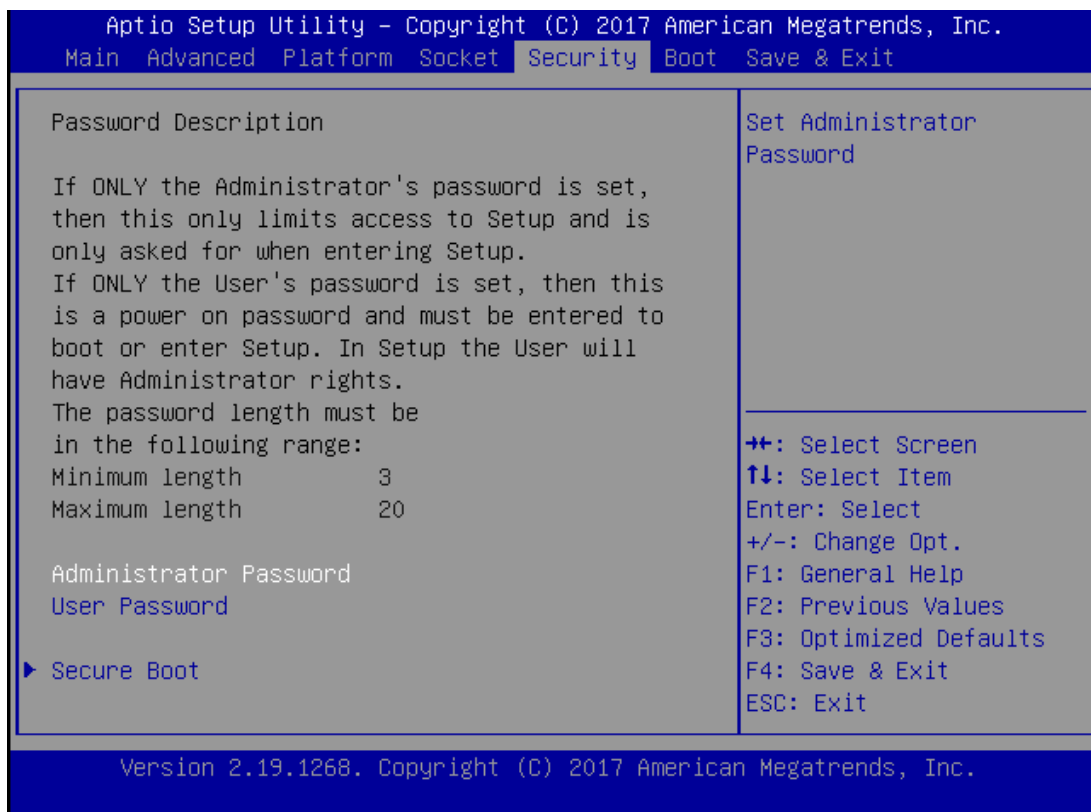 Aptio Setup Utility – Copyright (C) 2017 American Megatrends, Inc.
Main Advanced Platform Socket Security Boot Save & Exit
Password Description
If ONLY the Administrator's password is set,
then this only limits access to Setup and is
only asked for when entering Setup.
If ONLY the User's password is set, then this
is a power on password and must be entered to
boot or enter Setup. In Setup the User will
have Administrator rights.
The password length must be
in the following range:
Minimum length 3
Maximum length 20
Administrator Password
User Password
Secure Boot
Set Administrator
Password
→←: Select Screen
↑↓: Select Item
Enter: Select
+/-: Change Opt.
F1: General Help
F2: Previous Values
F3: Optimized Defaults
F4: Save & Exit
ESC: Exit
Version 2.19.1268. Copyright (C) 2017 American Megatrends, Inc.